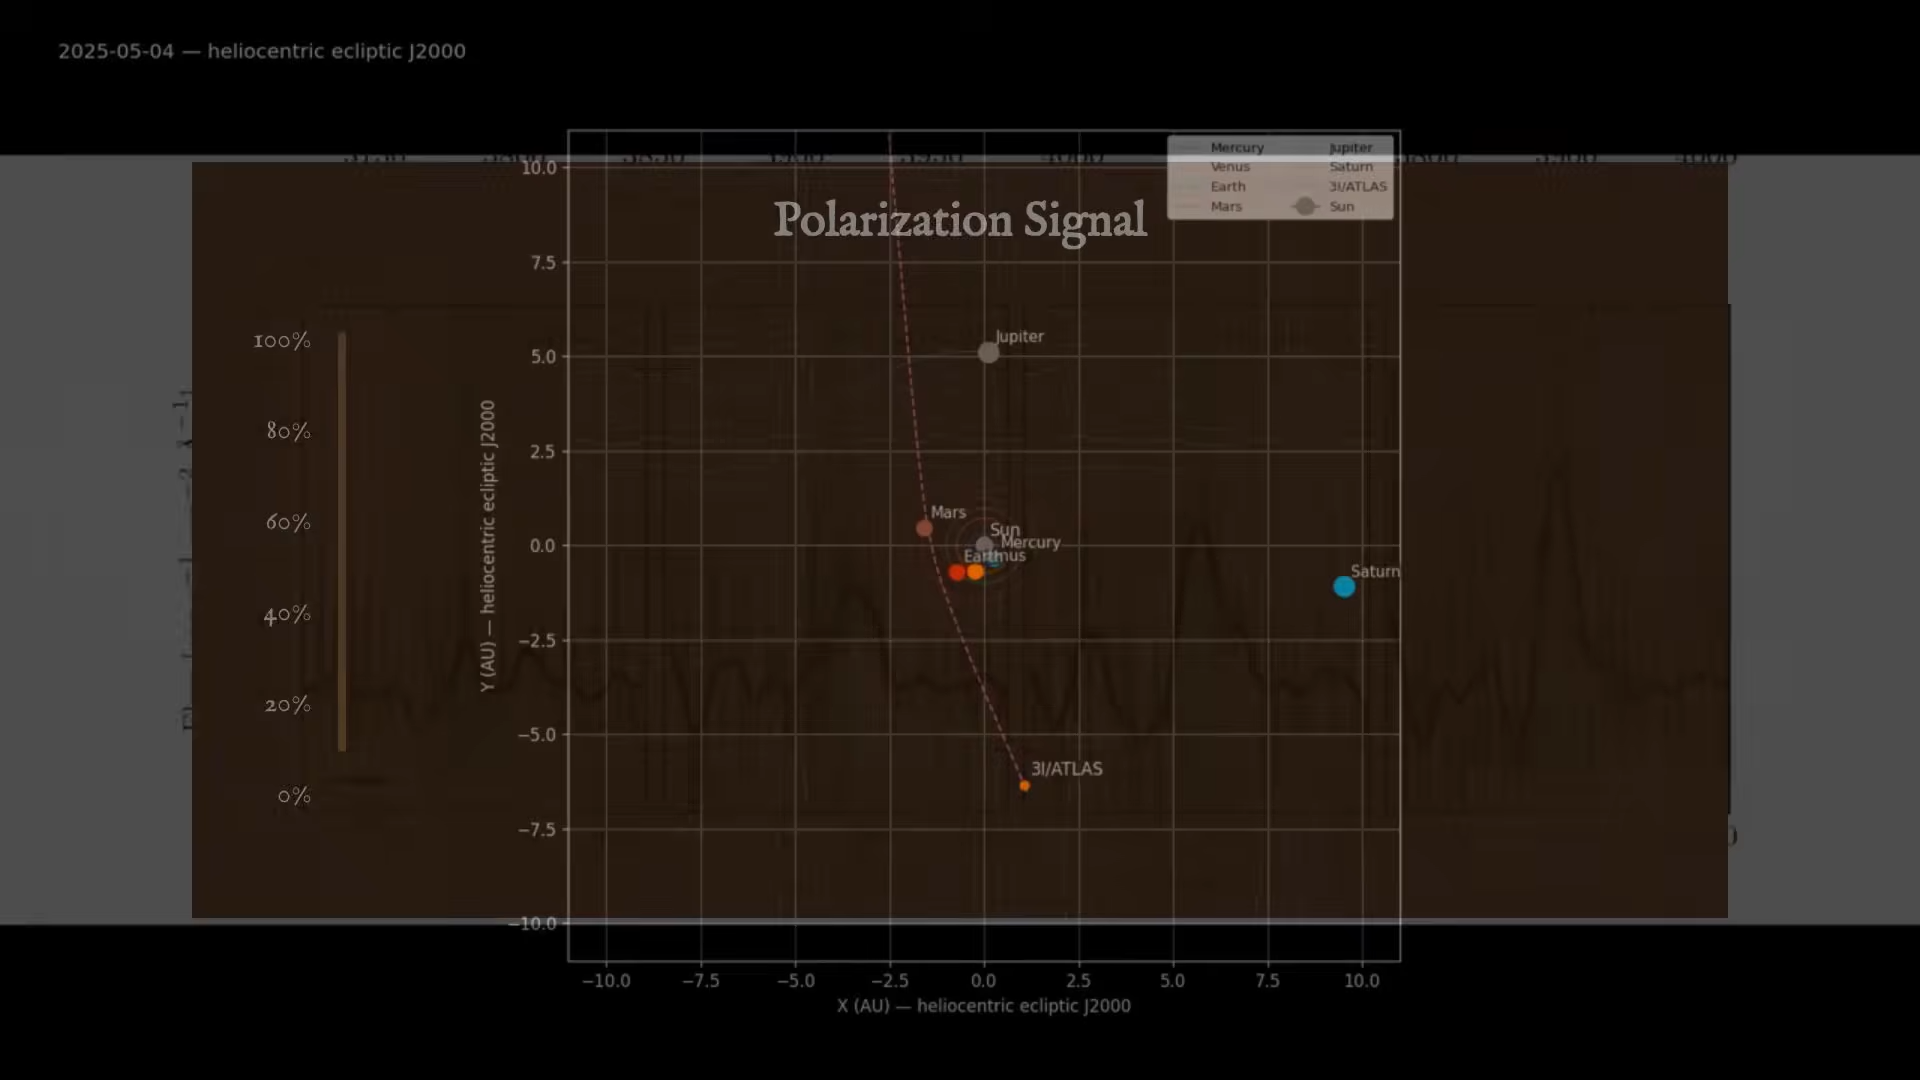 2025-05-04 — heliocentric ecliptic J2000
Mercury
Venus
Earth
Mars
Jupiter
Saturn
3I/ATLAS
Sun
Polarization Signal
100%
80%
60%
40%
20%
0%
Y (AU) — heliocentric ecliptic J2000
10.0
7.5
5.0
2.5
0.0
−2.5
−5.0
−7.5
−10.0
Jupiter
Mars
Sun
Mercury
Earth
Saturn
3I/ATLAS
−10.0
−7.5
−5.0
−2.5
0.0
2.5
5.0
7.5
10.0
X (AU) — heliocentric ecliptic J2000